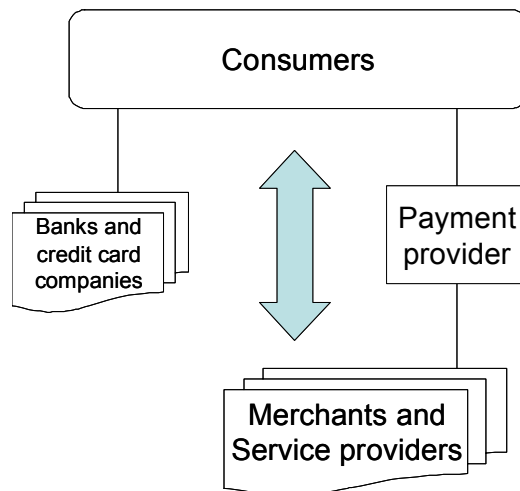 Consumers
Banks and
credit card
companies
Payment
provider
Merchants and
Service providers